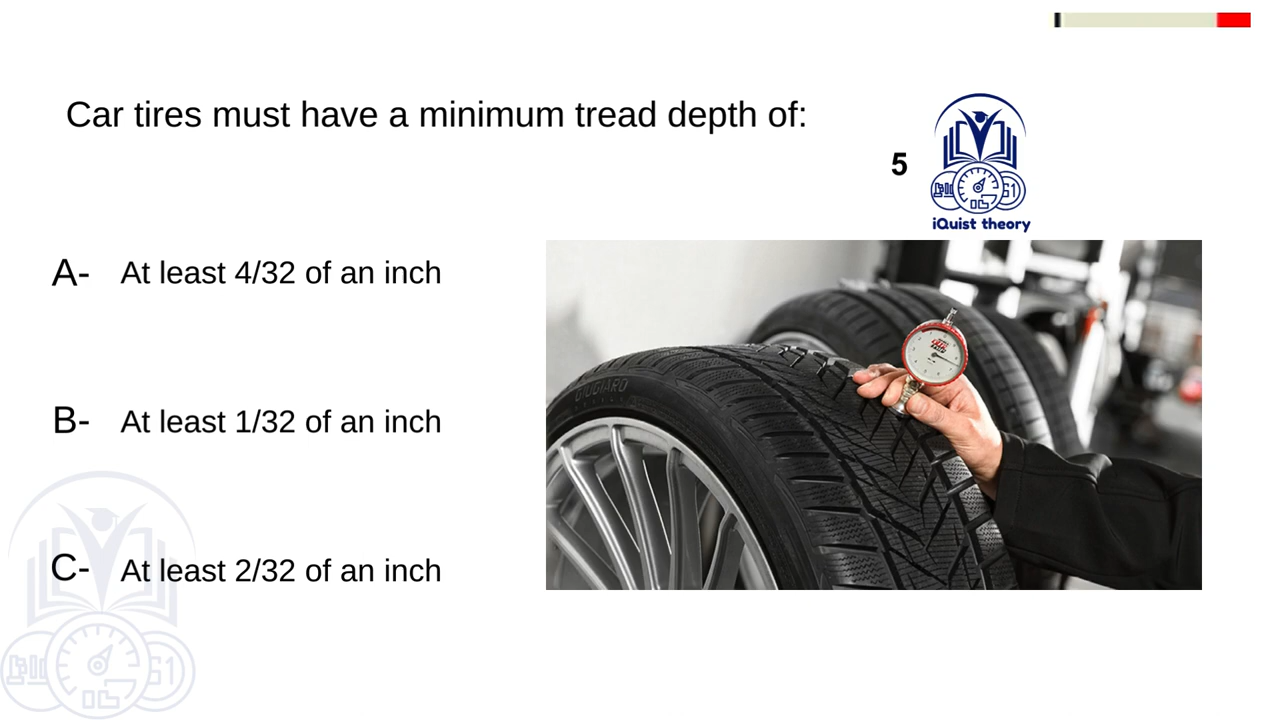 Car tires must have a minimum tread depth of:
5
iQuist theory
A- At least 4/32 of an inch
B- At least 1/32 of an inch
C- At least 2/32 of an inch